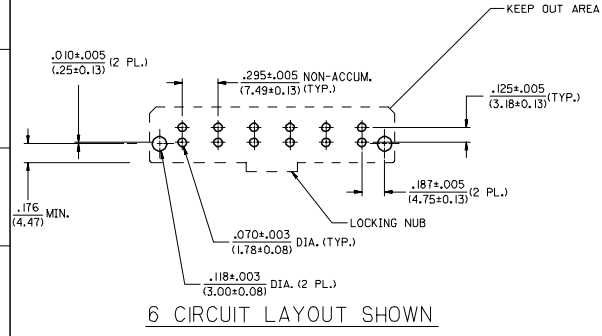 KEEP OUT AREA
.010±.005 (2 PL.)
(.25±0.13)
.295±.005 NON-ACCUM.
(7.49±0.13) (TYP.)
.125±.005 (TYP.)
(3.18±0.13)
.187±.005 (2 PL.)
(4.75±0.13)
.176 MIN.
(4.47)
LOCKING NUB
.070±.003 DIA. (TYP.)
(1.78±0.08)
.118±.003 DIA. (2 PL.)
(3.00±0.08)
6 CIRCUIT LAYOUT SHOWN